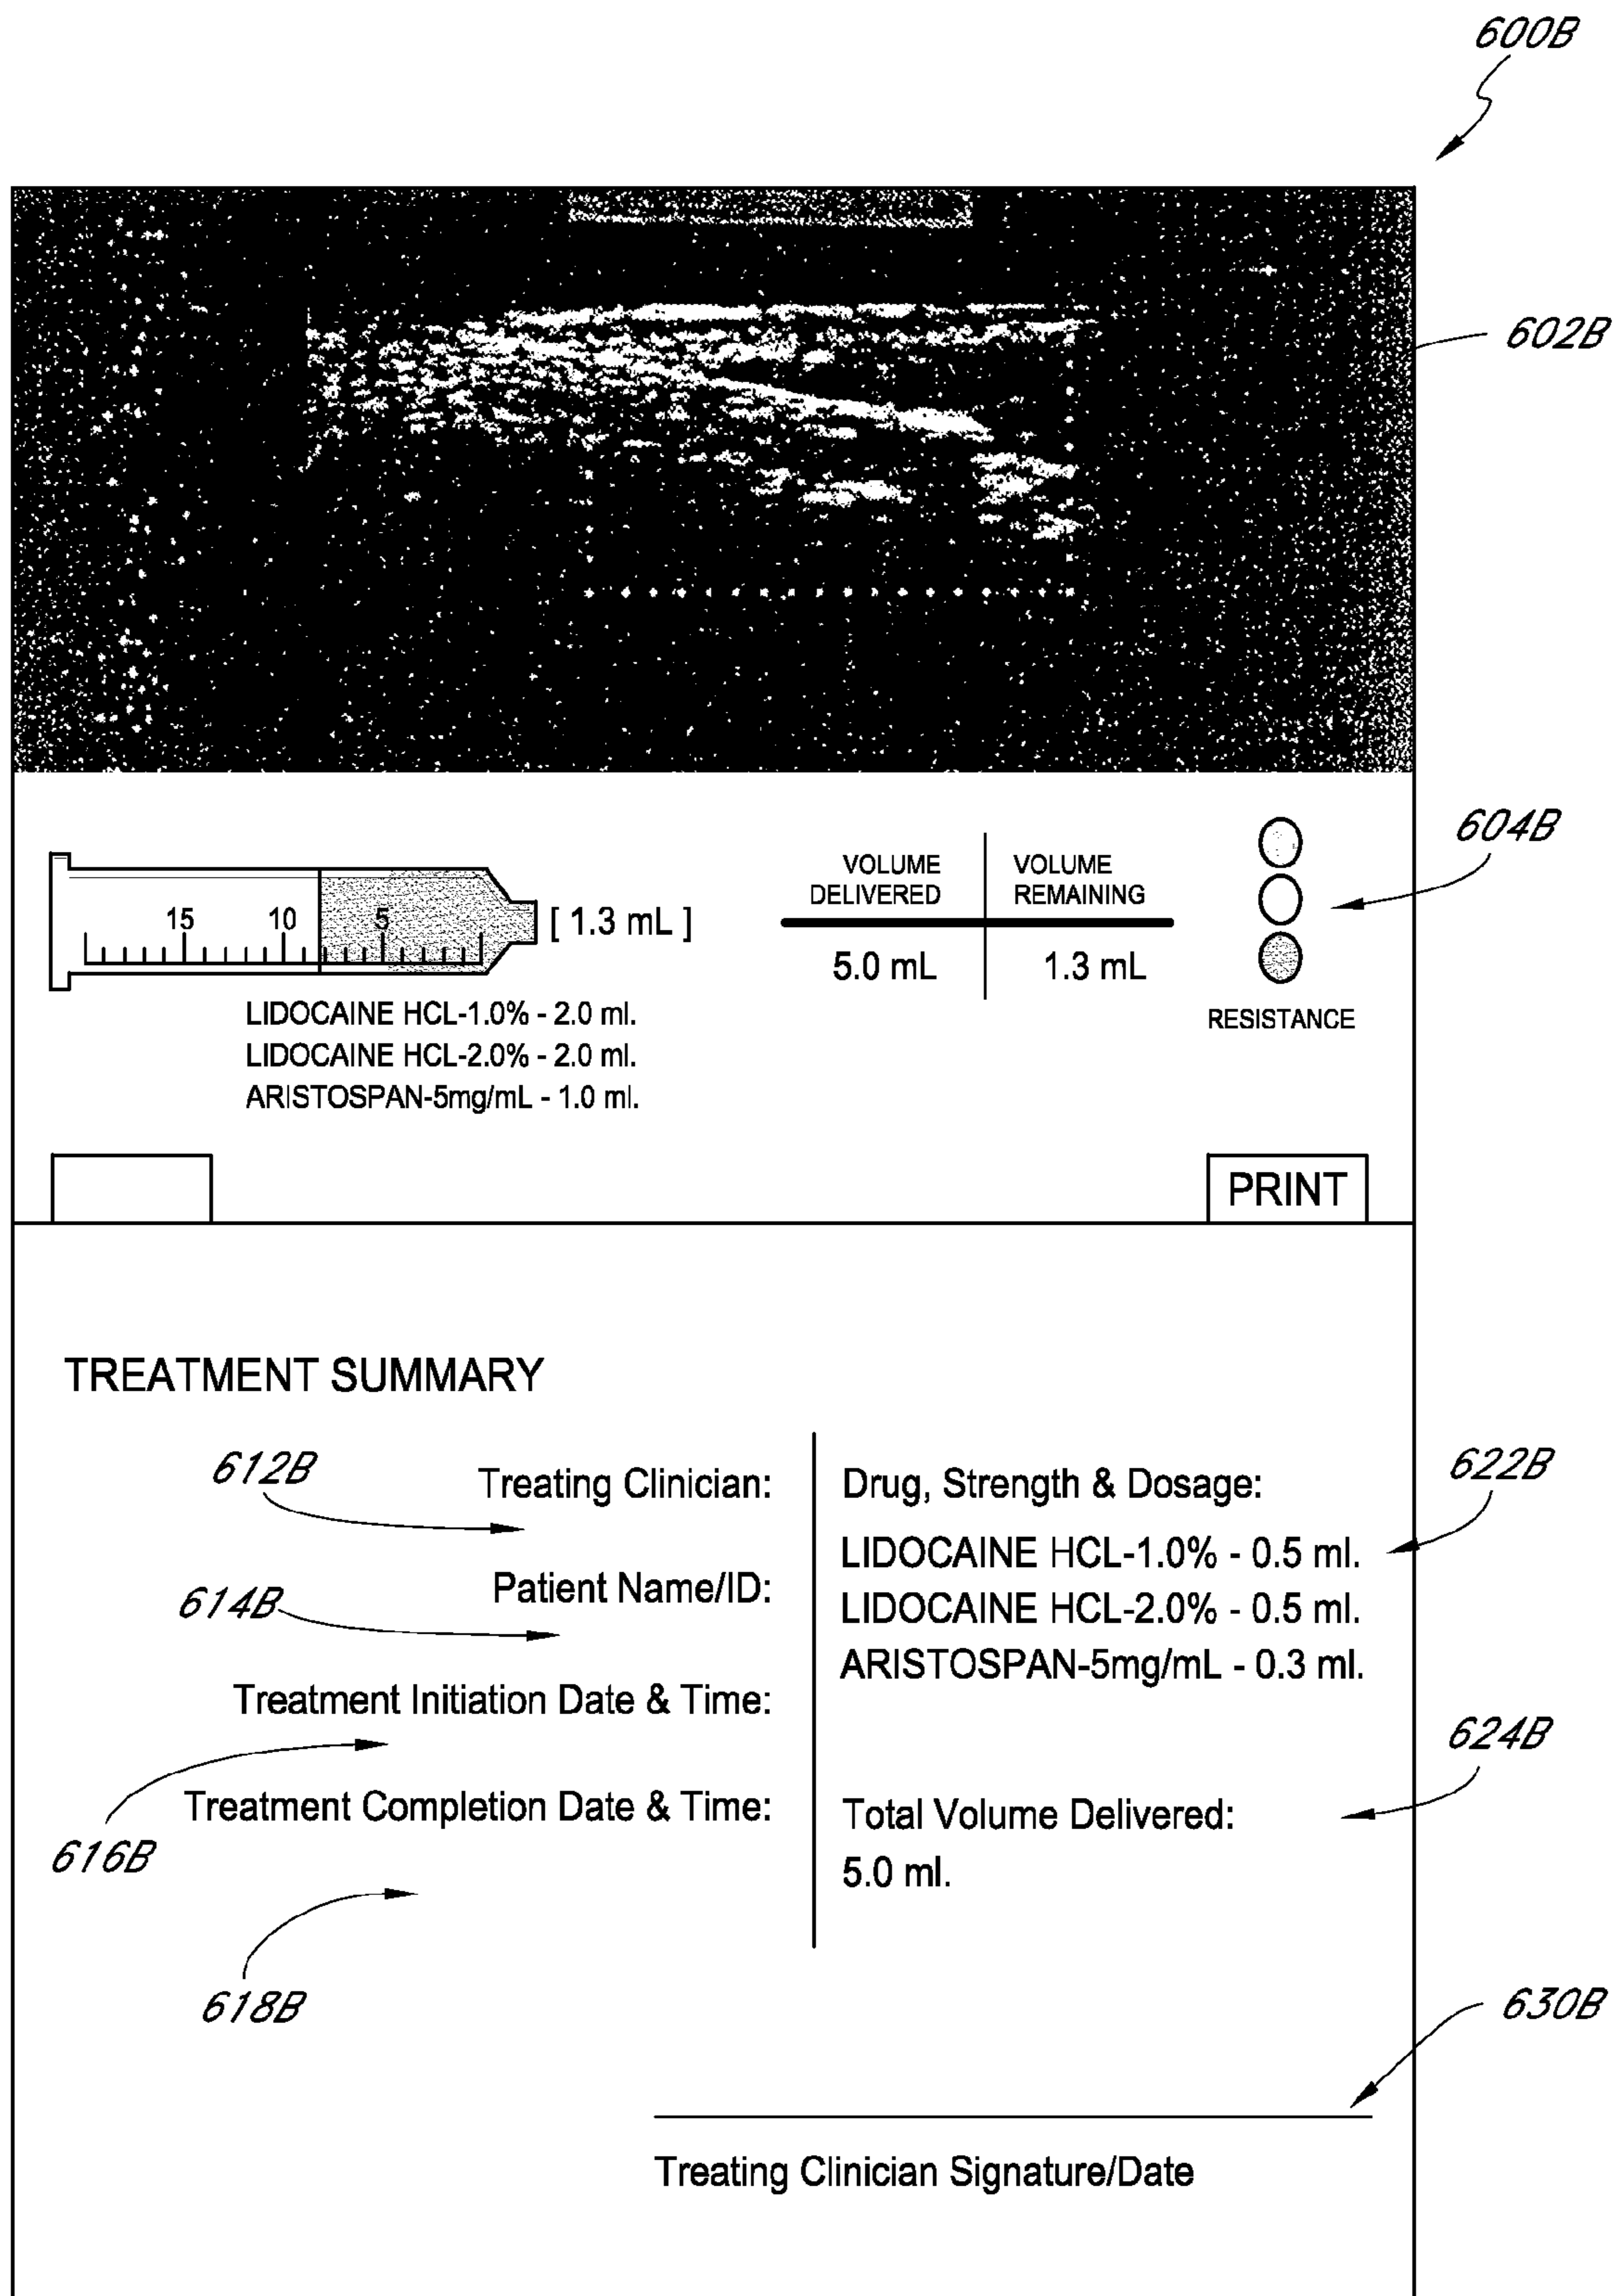 600B
602B
604B
15 10 5
[ 1.3 mL ]
VOLUME DELIVERED
VOLUME REMAINING
5.0 mL
1.3 mL
RESISTANCE
LIDOCAINE HCL-1.0% - 2.0 ml.
LIDOCAINE HCL-2.0% - 2.0 ml.
ARISTOSPAN-5mg/mL - 1.0 ml.
PRINT
TREATMENT SUMMARY
612B
Treating Clinician:
614B
Patient Name/ID:
Treatment Initiation Date & Time:
616B
Treatment Completion Date & Time:
618B
Drug, Strength & Dosage:
622B
LIDOCAINE HCL-1.0% - 0.5 ml.
LIDOCAINE HCL-2.0% - 0.5 ml.
ARISTOSPAN-5mg/mL - 0.3 ml.
624B
Total Volume Delivered:
5.0 ml.
630B
Treating Clinician Signature/Date